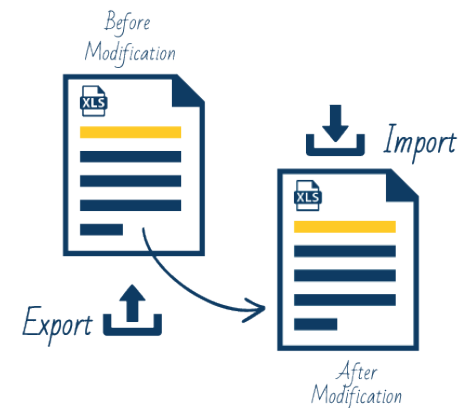 Before
Modification
XLS
Import
XLS
Export
After
Modification